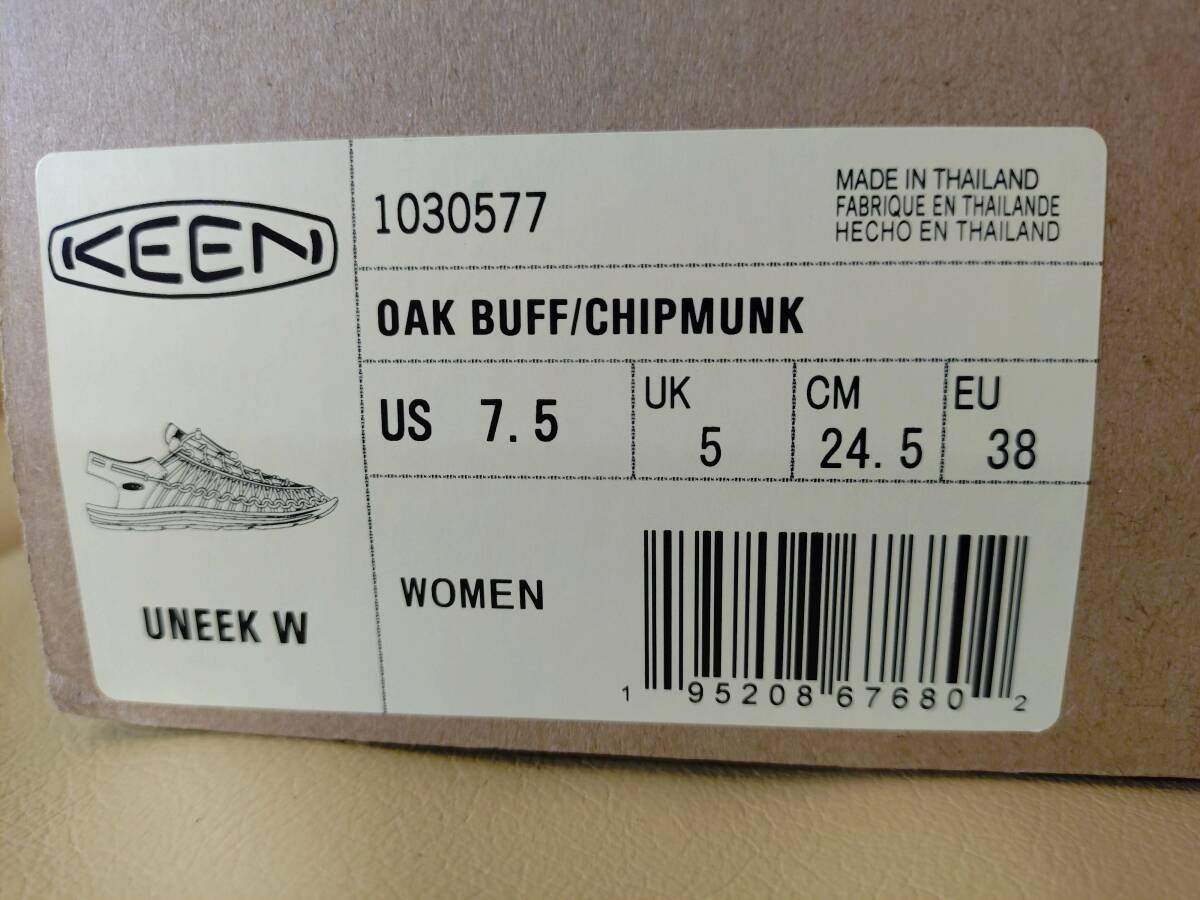 KEEN
UNEEK W
1030577
MADE IN THAILAND
FABRIQUE EN THAILANDE
HECHO EN THAILAND
OAK BUFF/CHIPMUNK
US 7.5
UK 5
CM 24.5
EU 38
WOMEN
1 95208 67680 2